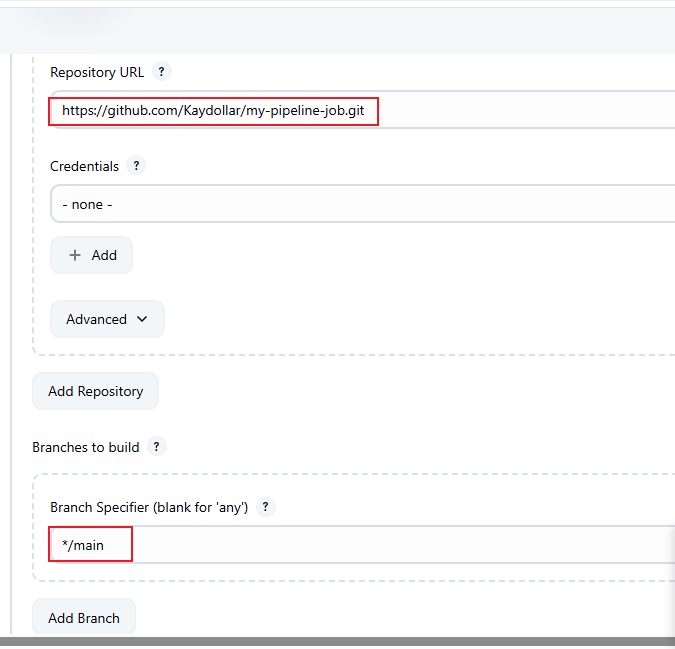 Repository URL ?
https://github.com/Kaydollar/my-pipeline-job.git
Credentials ?
- none -
+ Add
Advanced
Add Repository
Branches to build ?
Branch Specifier (blank for 'any') ?
*/main
Add Branch